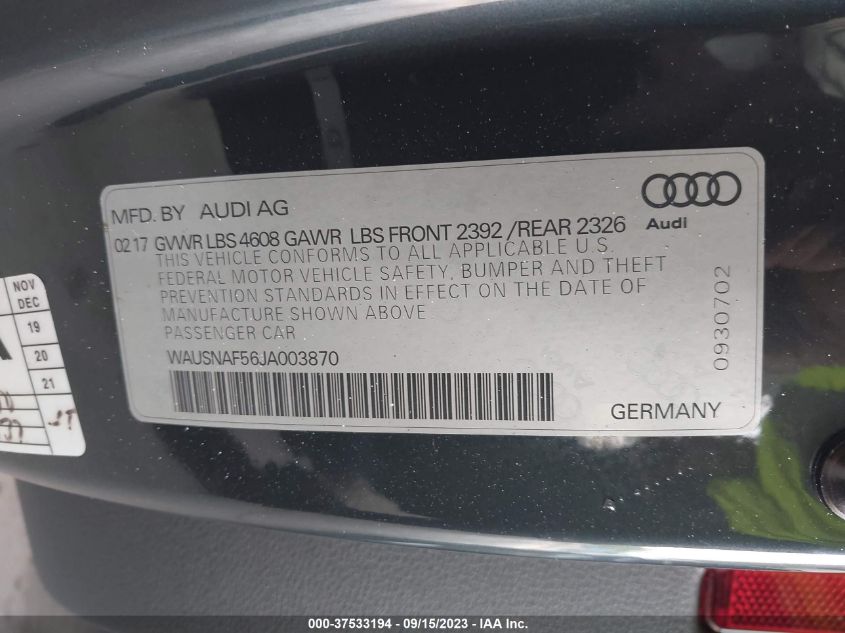 MFD. BY AUDI AG
Audi
02 17 GVWR LBS 4608 GAWR LBS FRONT 2392 /REAR 2326
THIS VEHICLE CONFORMS TO ALL APPLICABLE U.S.
FEDERAL MOTOR VEHICLE SAFETY, BUMPER AND THEFT
PREVENTION STANDARDS IN EFFECT ON THE DATE OF
MANUFACTURE SHOWN ABOVE
PASSENGER CAR
WAUSNAF56JA003870
GERMANY
0930702
NOV
DEC
19
20
21
000-37533194 - 09/15/2023 - IAA Inc.